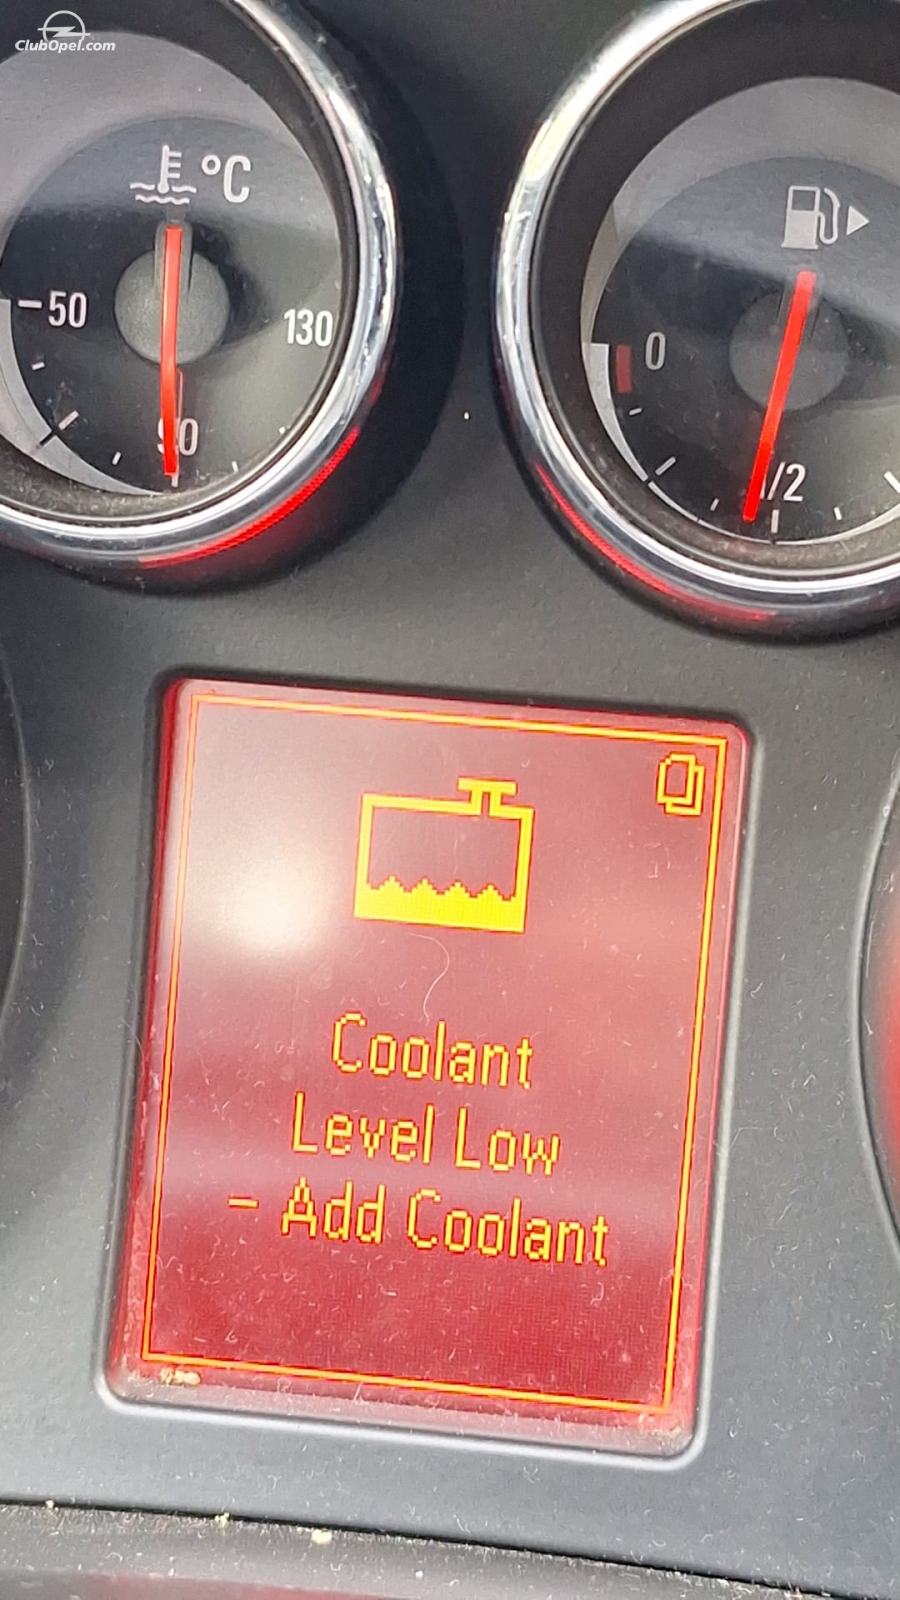 ClubOpel.com
°C
50
130
90
0
1/2
Coolant
Level Low
- Add Coolant